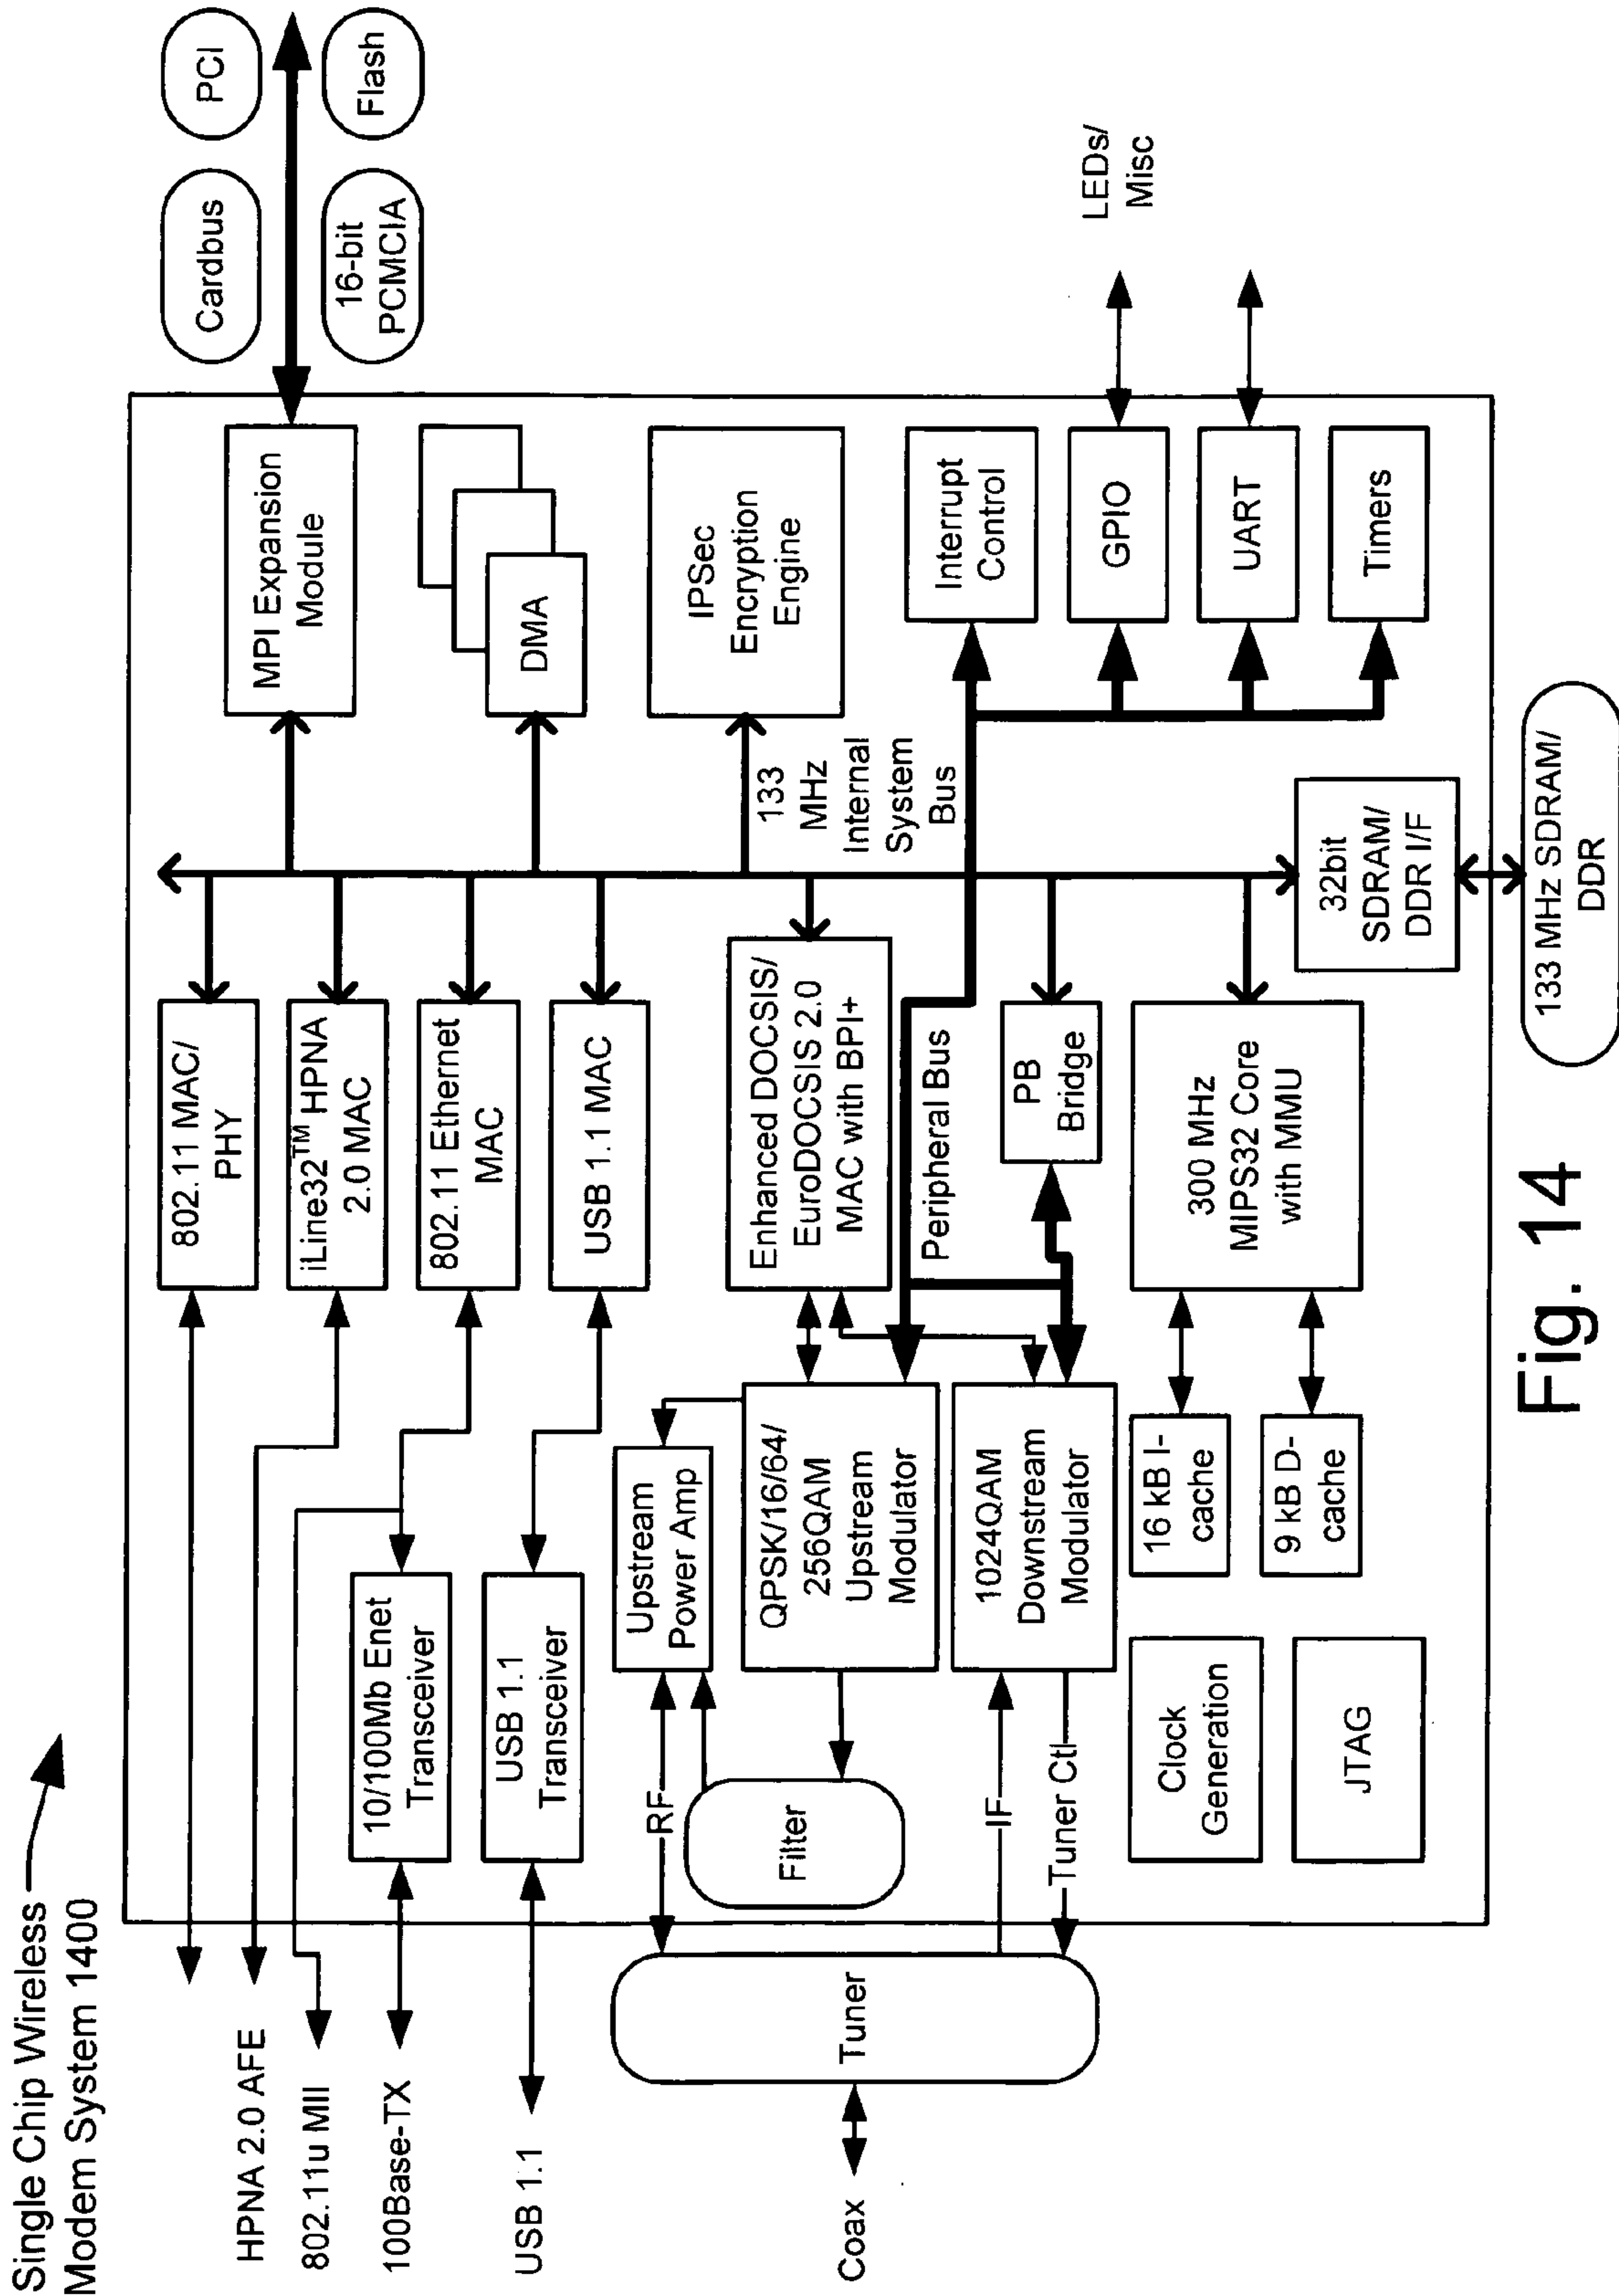 Single Chip Wireless
Modem System 1400
HPNA 2.0 AFE
802.11u MII
100Base-TX
USB 1.1
Coax
Tuner
RF
IF
Tuner Ctl
Filter
10/100Mb Enet
Transceiver
USB 1.1
Transceiver
Upstream
Power Amp
QPSK/16/64/
256QAM
Upstream
Modulator
1024QAM
Downstream
Modulator
Clock
Generation
JTAG
16 kB I-
cache
9 kB D-
cache
802.11 MAC/
PHY
iLine32™ HPNA
2.0 MAC
802.11 Ethernet
MAC
USB 1.1 MAC
Enhanced DOCSIS/
EuroDOCSIS 2.0
MAC with BPI+
Peripheral Bus
PB
Bridge
300 MHz
MIPS32 Core
with MMU
133
MHz
Internal
System
Bus
32bit
SDRAM/
DDR I/F
133 MHz SDRAM/
DDR
MPI Expansion
Module
DMA
IPSec
Encryption
Engine
Interrupt
Control
GPIO
UART
Timers
Cardbus
PCI
16-bit
PCMCIA
Flash
LEDs/
Misc
Fig. 14